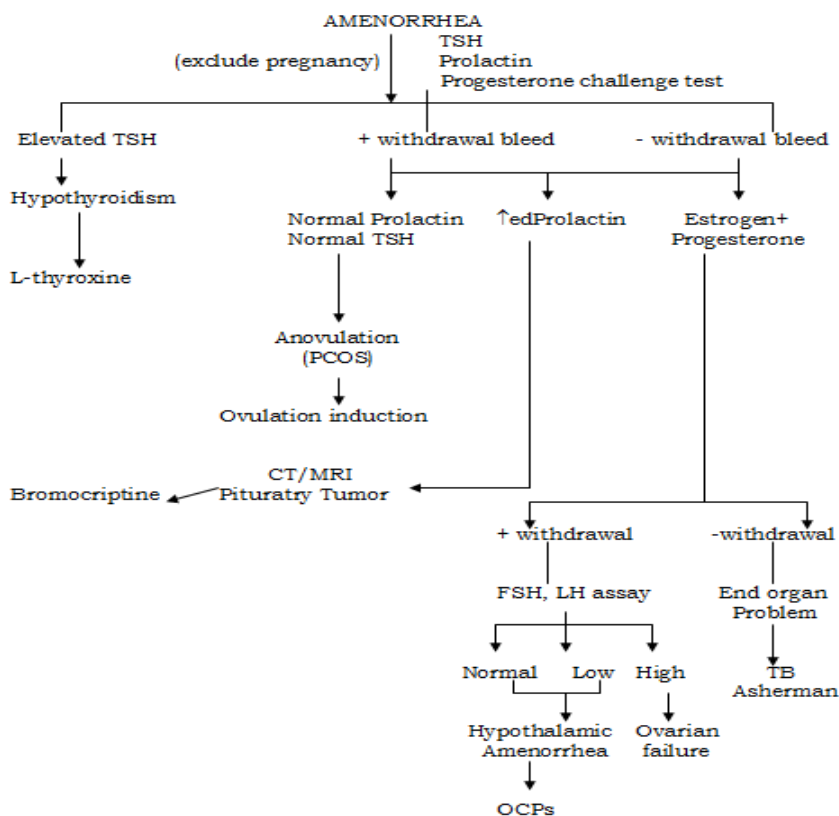 AMENORRHEA
(exclude pregnancy)
TSH
Prolactin
Progesterone challenge test
Elevated TSH
+ withdrawal bleed
- withdrawal bleed
Hypothyroidism
Normal Prolactin
Normal TSH
↑edProlactin
Estrogen+
Progesterone
L-thyroxine
Anovulation
(PCOS)
Ovulation induction
CT/MRI
Pituratry Tumor
Bromocriptine
+ withdrawal
-withdrawal
FSH, LH assay
End organ
Problem
Normal
Low
High
TB
Asherman
Hypothalamic
Amenorrhea
Ovarian
failure
OCPs